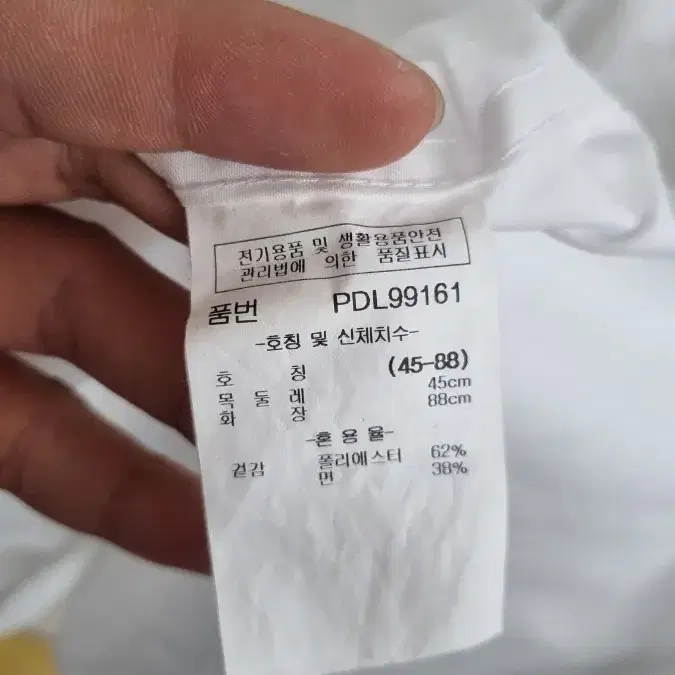 전기용품 및 생활용품안전
관리법에 의한 품질표시
품번 PDL99161
-호칭 및 신체치수-
호 칭 (45-88)
목 둘 레 45cm
화 장 88cm
-혼 용 율-
겉감 폴리에스터 62%
면 38%